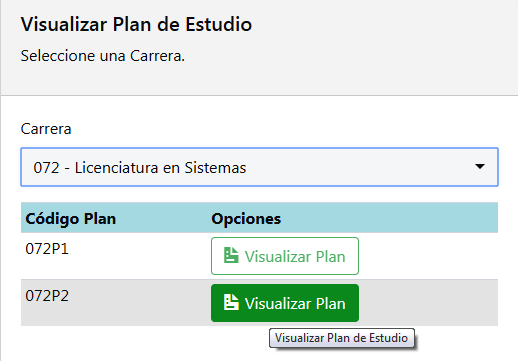 Visualizar Plan de Estudio
Seleccione una Carrera.
Carrera
072 - Licenciatura en Sistemas
Código Plan Opciones
072P1 Visualizar Plan
072P2 Visualizar Plan
Visualizar Plan de Estudio